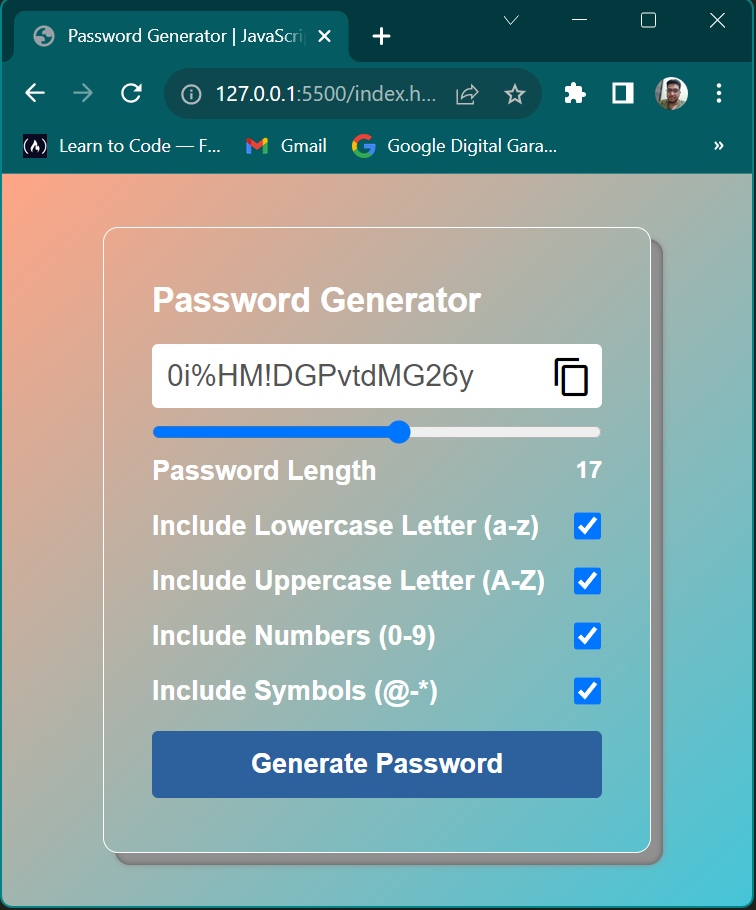 Password Generator | JavaScri
127.0.0.1:5500/index.h...
Learn to Code — F... Gmail Google Digital Gara... »
Password Generator
0i%HM!DGPvtdMG26y
Password Length 17
Include Lowercase Letter (a-z)
Include Uppercase Letter (A-Z)
Include Numbers (0-9)
Include Symbols (@-*)
Generate Password